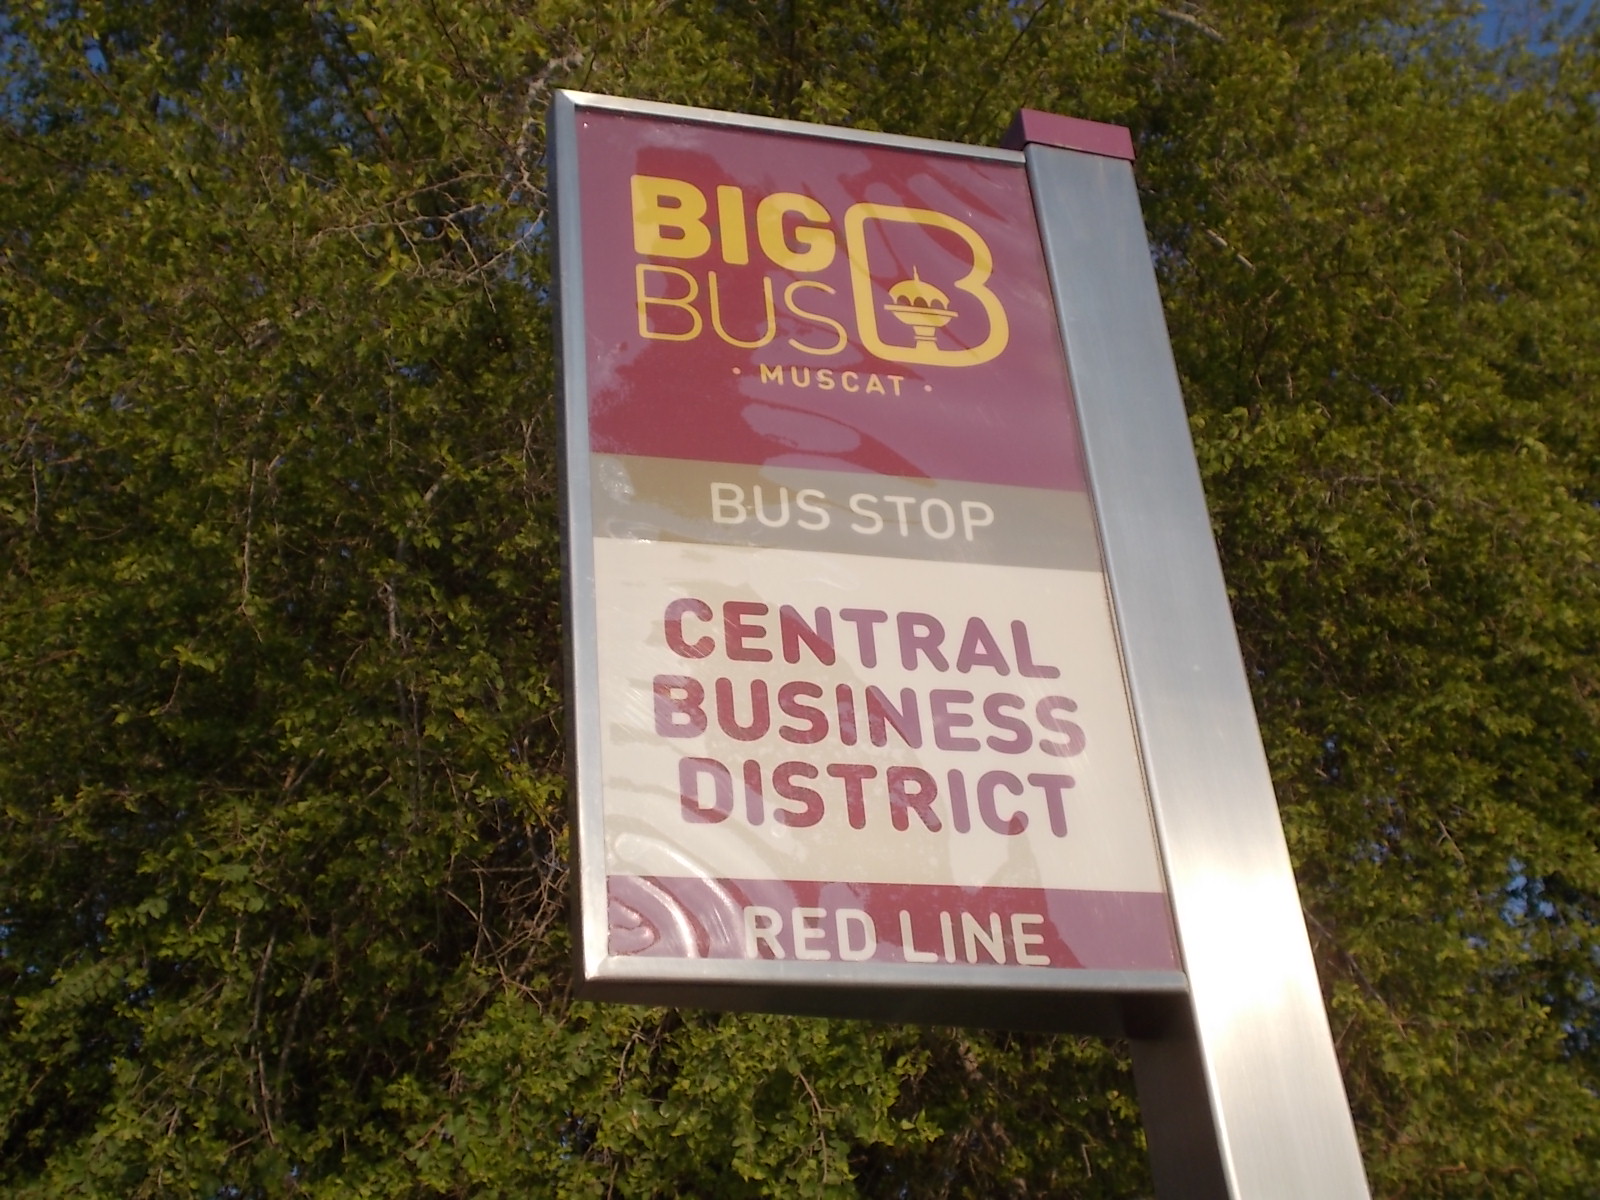 BIG
BUS
· MUSCAT ·
BUS STOP
CENTRAL
BUSINESS
DISTRICT
RED LINE